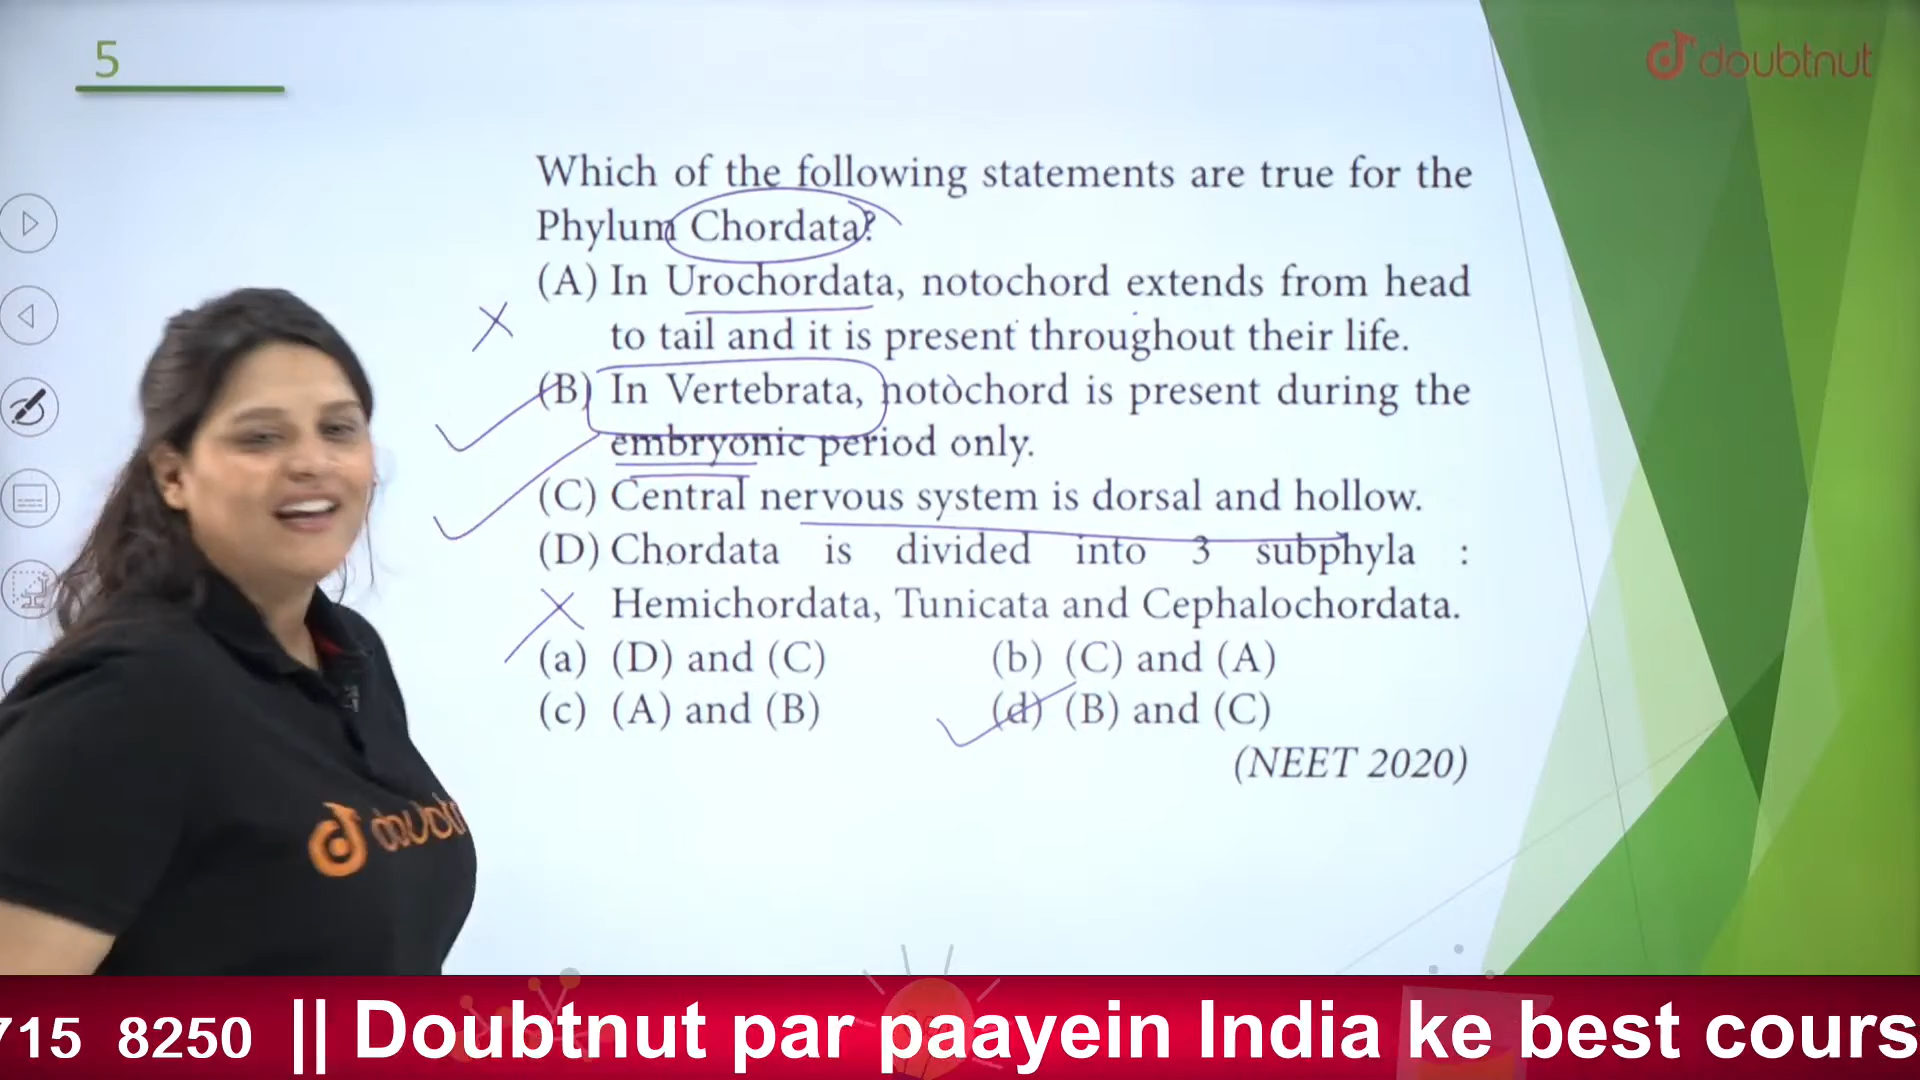 5
doubtnut
Which of the following statements are true for the
Phylum Chordata?
(A) In Urochordata, notochord extends from head
to tail and it is present throughout their life.
(B) In Vertebrata, notochord is present during the
embryonic period only.
(C) Central nervous system is dorsal and hollow.
(D) Chordata is divided into 3 subphyla :
Hemichordata, Tunicata and Cephalochordata.
(a) (D) and (C) (b) (C) and (A)
(c) (A) and (B) (d) (B) and (C)
(NEET 2020)
715 8250 || Doubtnut par paayein India ke best cours